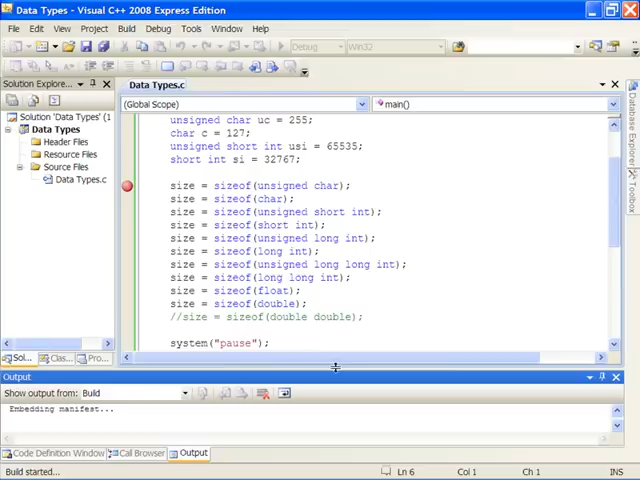 Data Types - Visual C++ 2008 Express Edition
File Edit View Project Build Debug Tools Window Help
Debug Win32
Solution Explore...
Data Types.c
(Global Scope) main()
Solution 'Data Types' (1
Data Types
Header Files
Resource Files
Source Files
Data Types.c
unsigned char uc = 255;
char c = 127;
unsigned short int usi = 65535;
short int si = 32767;
size = sizeof(unsigned char);
size = sizeof(char);
size = sizeof(unsigned short int);
size = sizeof(short int);
size = sizeof(unsigned long int);
size = sizeof(long int);
size = sizeof(unsigned long long int);
size = sizeof(long long int);
size = sizeof(float);
size = sizeof(double);
//size = sizeof(double double);
system("pause");
Database Explorer
Toolbox
Sol... Clas... Pro...
Output
Show output from: Build
Embedding manifest...
Code Definition Window Call Browser Output
Build started... Ln 6 Col 1 Ch 1 INS